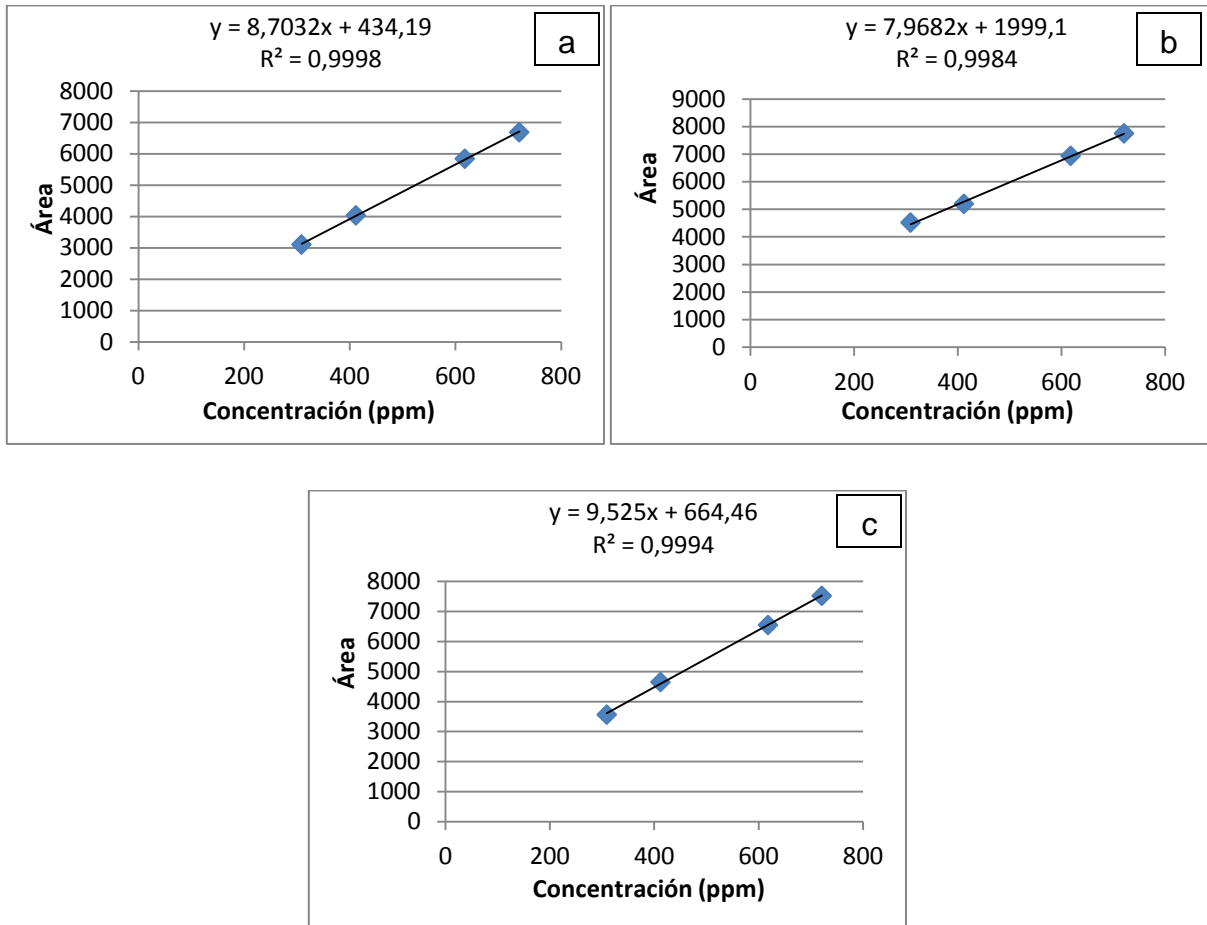 y = 8,7032x + 434,19
R² = 0,9998
a
8000
7000
6000
5000
4000
3000
2000
1000
0
Área
0 200 400 600 800
Concentración (ppm)
y = 7,9682x + 1999,1
R² = 0,9984
b
9000
8000
7000
6000
5000
4000
3000
2000
1000
0
Área
0 200 400 600 800
Concentración (ppm)
y = 9,525x + 664,46
R² = 0,9994
c
8000
7000
6000
5000
4000
3000
2000
1000
0
Área
0 200 400 600 800
Concentración (ppm)